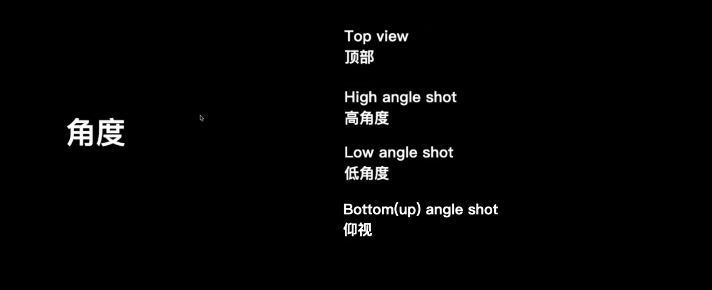 角度
Top view
顶部
High angle shot
高角度
Low angle shot
低角度
Bottom(up) angle shot
仰视